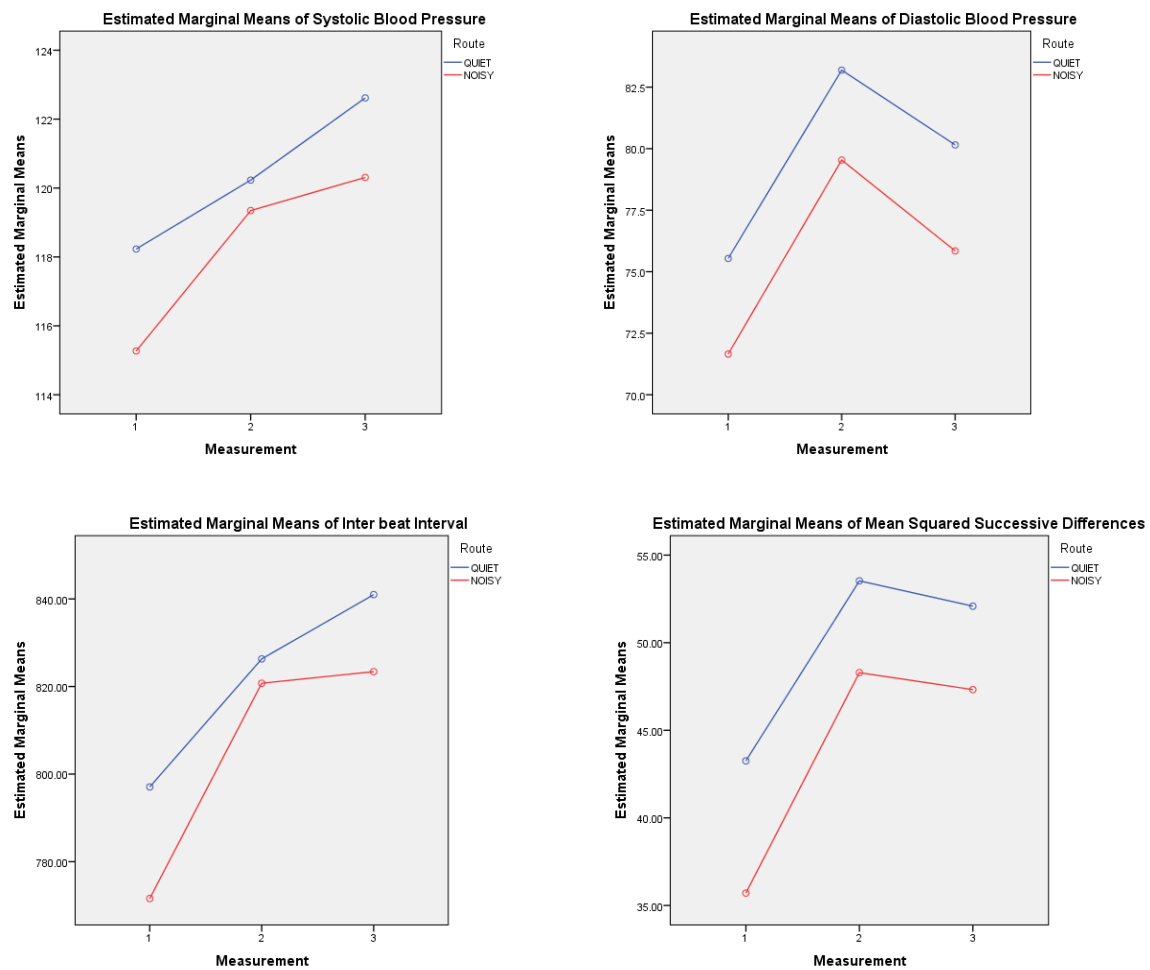 Estimated Marginal Means of Systolic Blood Pressure
Route
QUIET
NOISY
124
122
120
118
116
114
Estimated Marginal Means
1 2 3
Measurement
Estimated Marginal Means of Diastolic Blood Pressure
Route
QUIET
NOISY
82.5
80.0
77.5
75.0
72.5
70.0
Estimated Marginal Means
1 2 3
Measurement
Estimated Marginal Means of Inter beat Interval
Route
QUIET
NOISY
840.00
820.00
800.00
780.00
Estimated Marginal Means
1 2 3
Measurement
Estimated Marginal Means of Mean Squared Successive Differences
Route
QUIET
NOISY
55.00
50.00
45.00
40.00
35.00
Estimated Marginal Means
1 2 3
Measurement